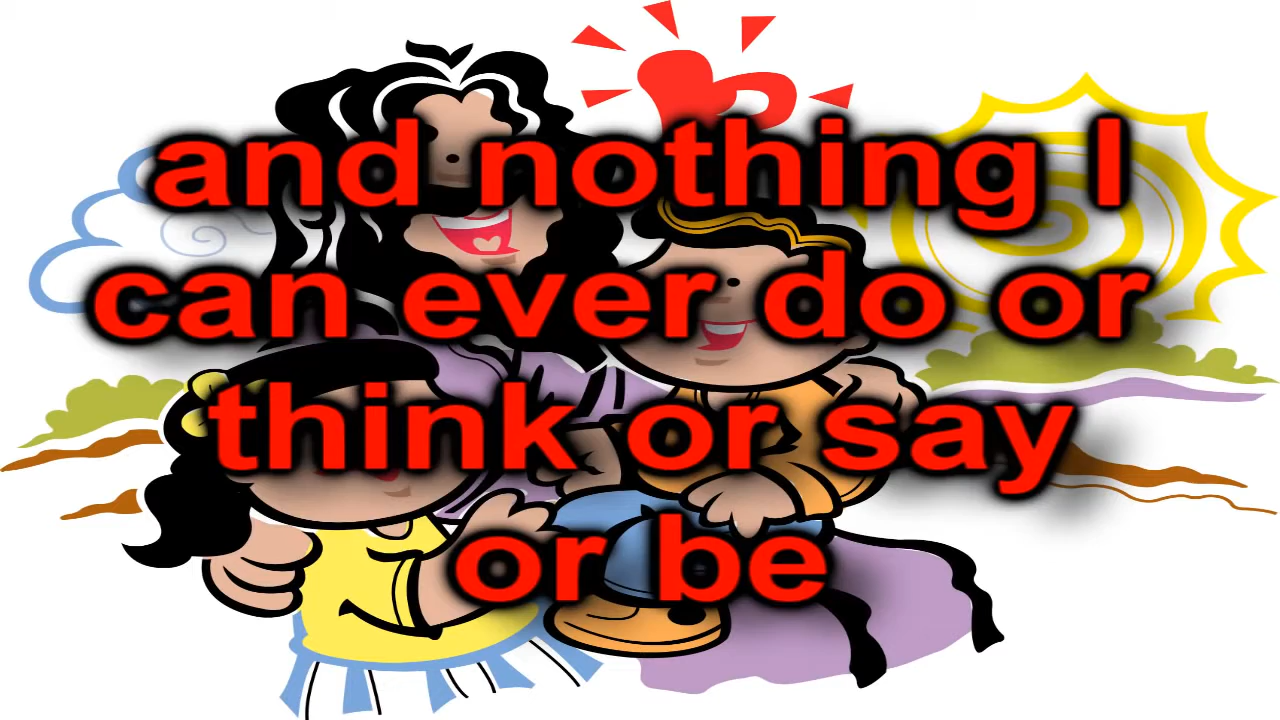 and nothing I
can ever do or
think or say
or be